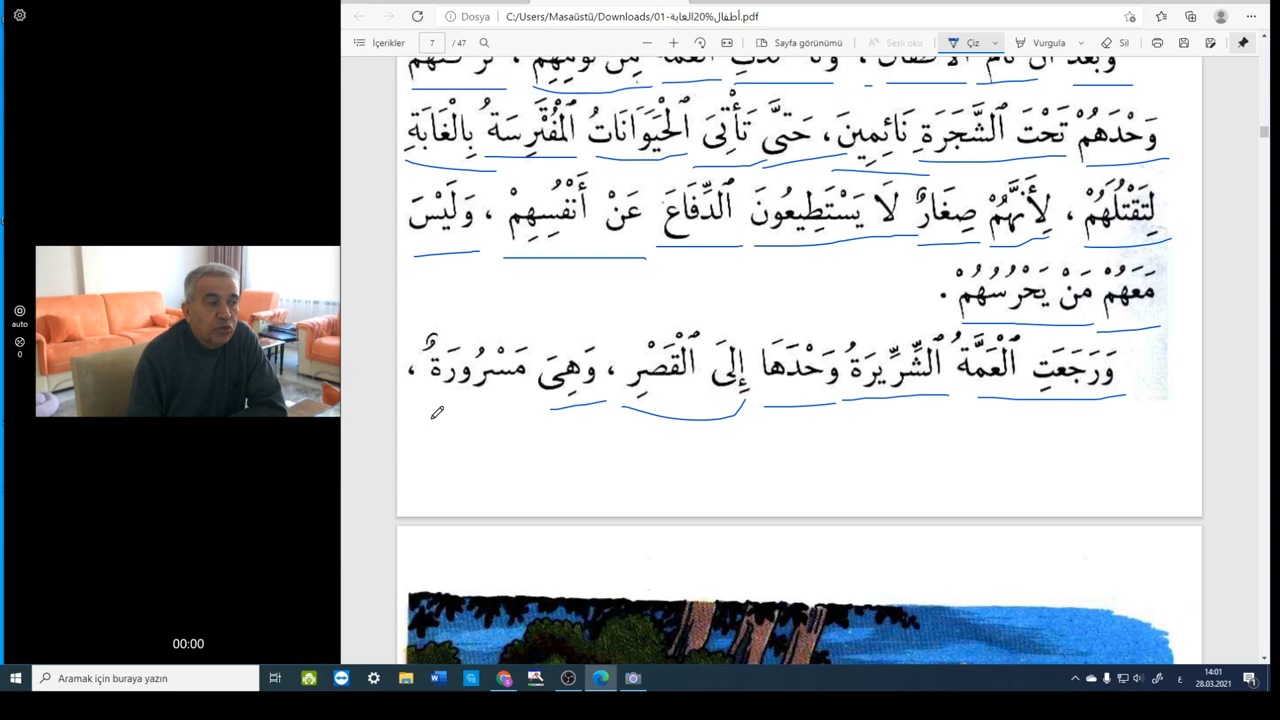 Dosya
C:/Users/Masaüstü/Downloads/01-أطفال%20الغابة.pdf
İçerikler
7
/ 47
Sayfa görünümü
Sesli oku
Çiz
Vurgula
Sil
وَحْدَهُمْ تَحْتَ ٱلشَّجَرَةِ نَائِمِينَ، حَتَّى تَأْتِىَ ٱلْحَيَوَانَاتُ ٱلْمُفْتَرِسَةُ بِالْغَابَةِ
لِتَقْتُلَهُمْ ، لِأَنَّهُمْ صِغَارٌ لَا يَسْتَطِيعُونَ ٱلدِّفَاعَ عَنْ أَنْفُسِهِمْ ، وَلَيْسَ
مَعَهُمْ مَنْ يَحْرُسُهُمْ .
وَرَجَعَتِ ٱلْعَمَّةُ ٱلشِّرِّيرَةُ وَحْدَهَا إِلَى ٱلْقَصْرِ ، وَهِىَ مَسْرُورَةٌ ،
auto
0
00:00
Aramak için buraya yazın
ع
14:01
28.03.2021
1